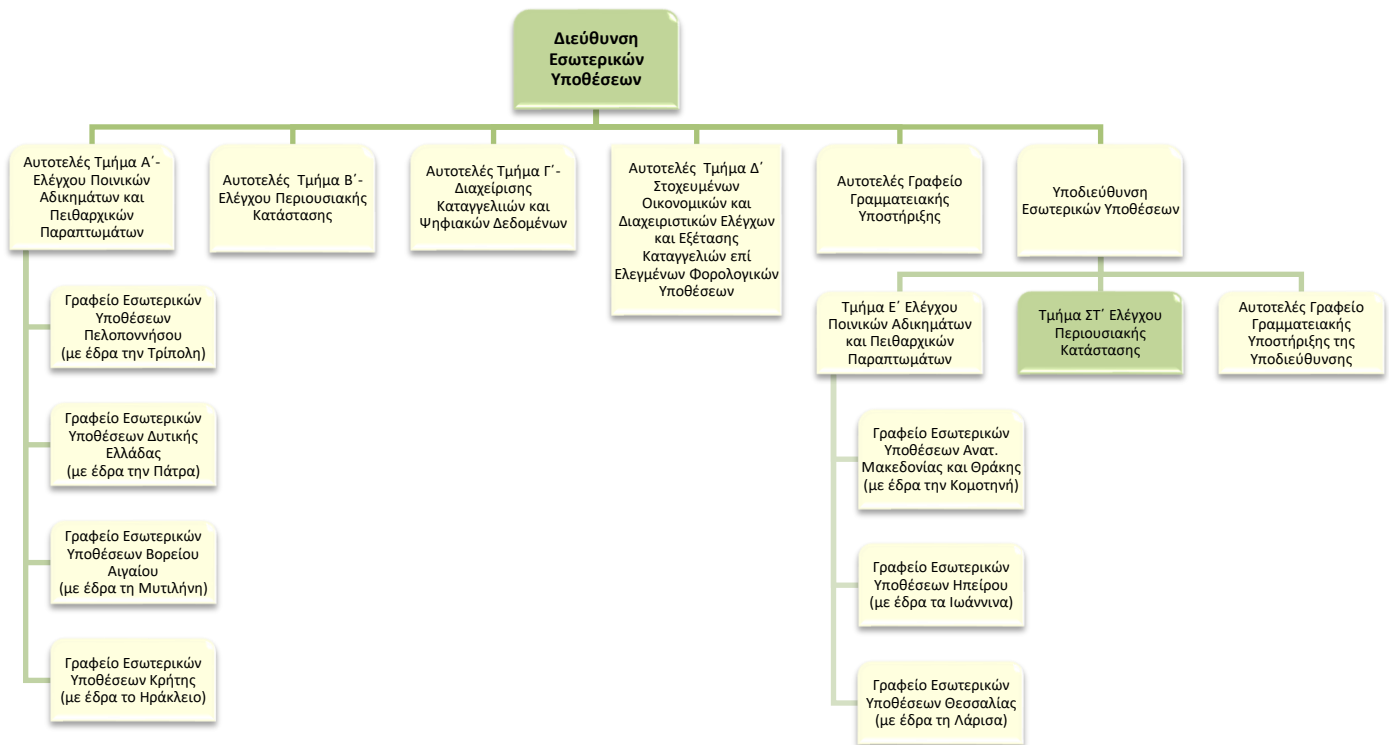 Διεύθυνση
Εσωτερικών
Υποθέσεων
Αυτοτελές Τμήμα Α΄-
Ελέγχου Ποινικών
Αδικημάτων και
Πειθαρχικών
Παραπτωμάτων
Αυτοτελές Τμήμα Β΄-
Ελέγχου Περιουσιακής
Κατάστασης
Αυτοτελές Τμήμα Γ΄-
Διαχείρισης
Καταγγελιών και
Ψηφιακών Δεδομένων
Αυτοτελές Τμήμα Δ΄
Στοχευμένων
Οικονομικών και
Διαχειριστικών Ελέγχων
και Εξέτασης
Καταγγελιών επί
Ελεγμένων Φορολογικών
Υποθέσεων
Αυτοτελές Γραφείο
Γραμματειακής
Υποστήριξης
Υποδιεύθυνση
Εσωτερικών Υποθέσεων
Γραφείο Εσωτερικών
Υποθέσεων
Πελοποννήσου
(με έδρα την Τρίπολη)
Γραφείο Εσωτερικών
Υποθέσεων Δυτικής
Ελλάδας
(με έδρα την Πάτρα)
Γραφείο Εσωτερικών
Υποθέσεων Βορείου
Αιγαίου
(με έδρα τη Μυτιλήνη)
Γραφείο Εσωτερικών
Υποθέσεων Κρήτης
(με έδρα το Ηράκλειο)
Τμήμα Ε΄ Ελέγχου
Ποινικών Αδικημάτων
και Πειθαρχικών
Παραπτωμάτων
Τμήμα ΣΤ΄ Ελέγχου
Περιουσιακής
Κατάστασης
Αυτοτελές Γραφείο
Γραμματειακής
Υποστήριξης της
Υποδιεύθυνσης
Γραφείο Εσωτερικών
Υποθέσεων Ανατ.
Μακεδονίας και Θράκης
(με έδρα την Κομοτηνή)
Γραφείο Εσωτερικών
Υποθέσεων Ηπείρου
(με έδρα τα Ιωάννινα)
Γραφείο Εσωτερικών
Υποθέσεων Θεσσαλίας
(με έδρα τη Λάρισα)